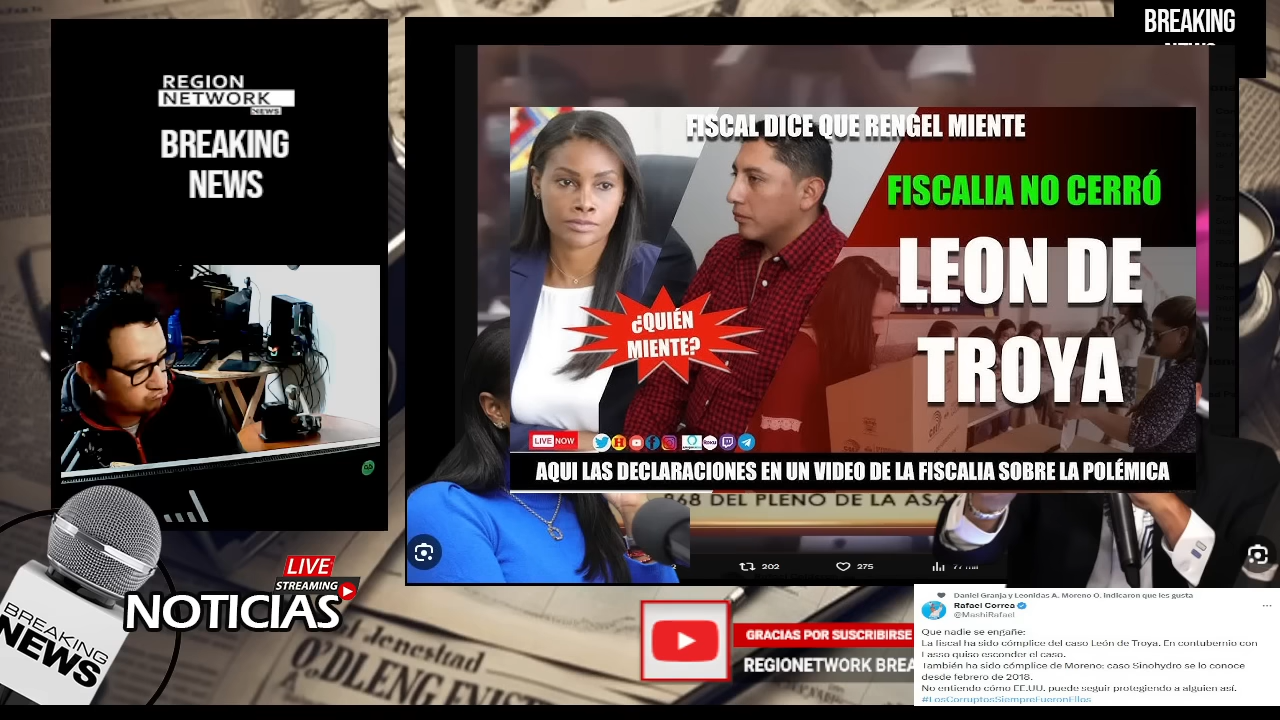 BREAKING
REGION
NETWORK
NEWS
BREAKING
NEWS
FISCAL DICE QUE RENGEL MIENTE
FISCALIA NO CERRÓ
LEON DE
TROYA
¿QUIÉN
MIENTE?
LIVE NOW
AQUI LAS DECLARACIONES EN UN VIDEO DE LA FISCALIA SOBRE LA POLÉMICA
868 DEL PLENO DE LA ASA
202
275
LIVE
STREAMING
NOTICIAS
BREAKING
NEWS
GRACIAS POR SUSCRIBIRSE
REGIONETWORK BREA
Daniel Granja y Leonidas A. Moreno O. indicaron que les gusta
Rafael Correa
@MashiRafael
Que nadie se engañe:
La fiscal ha sido cómplice del caso León de Troya. En contubernio con
Lasso quiso esconder el caso.
También ha sido cómplice de Moreno: caso Sinohydro se lo conoce
desde febrero de 2018.
No entiendo cómo EE.UU. puede seguir protegiendo a alguien así.
#LosCorruptosSiempreFueronEllos